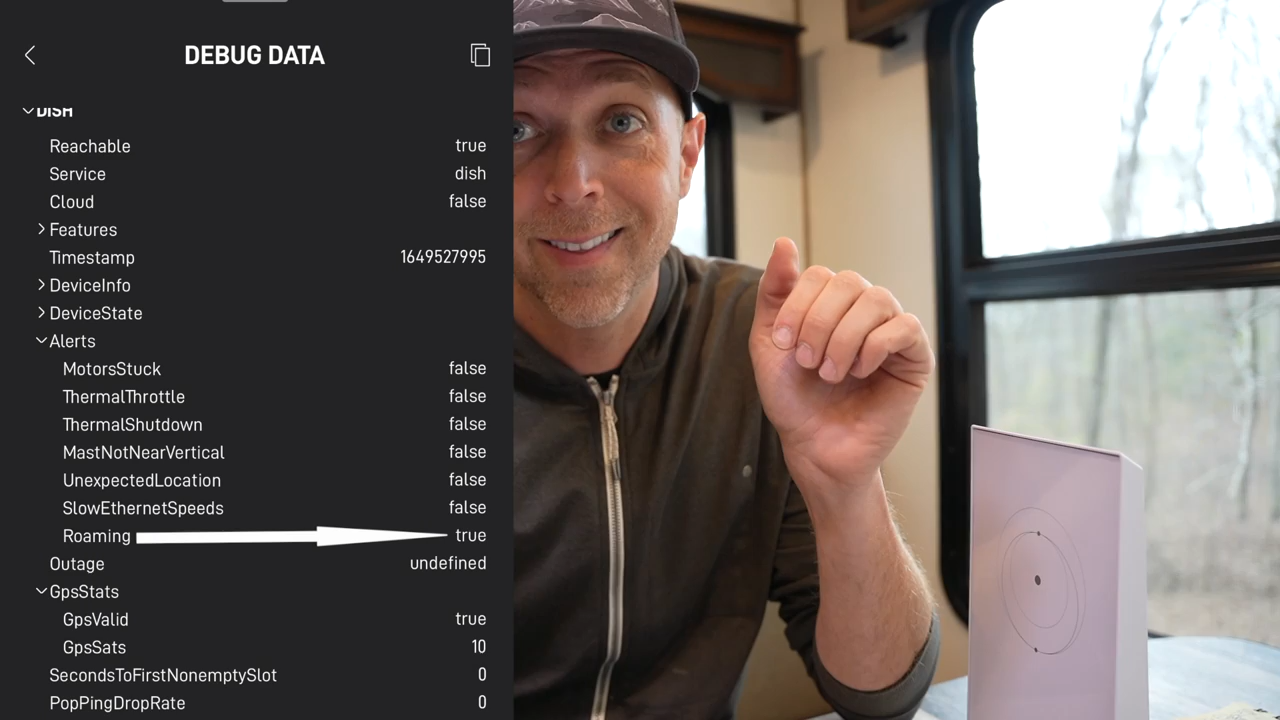 DEBUG DATA
DISH
Reachable true
Service dish
Cloud false
Features
Timestamp 1649527995
DeviceInfo
DeviceState
Alerts
MotorsStuck false
ThermalThrottle false
ThermalShutdown false
MastNotNearVertical false
UnexpectedLocation false
SlowEthernetSpeeds false
Roaming true
Outage undefined
GpsStats
GpsValid true
GpsSats 10
SecondsToFirstNonemptySlot 0
PopPingDropRate 0